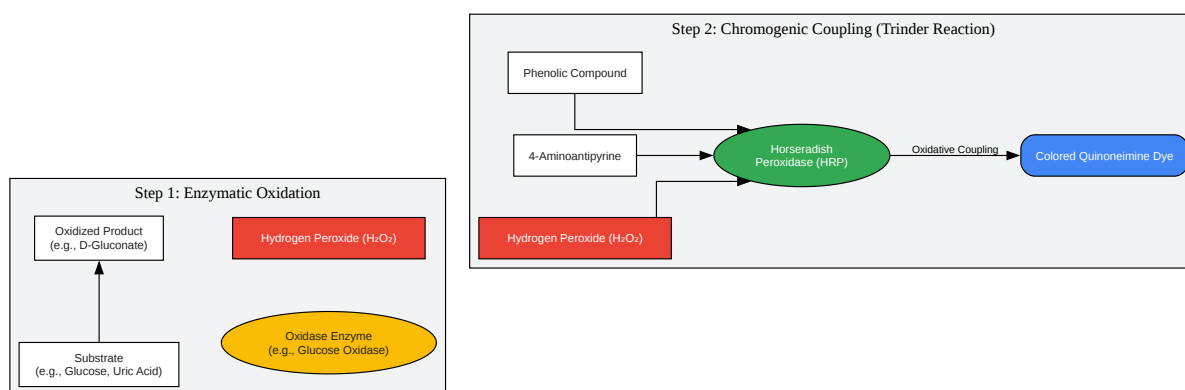 Step 2: Chromogenic Coupling (Trinder Reaction)
Phenolic Compound
4-Aminoantipyrine
Horseradish
Peroxidase (HRP)
Oxidative Coupling
Colored Quinoneimine Dye
Hydrogen Peroxide (H₂O₂)
Step 1: Enzymatic Oxidation
Oxidized Product
(e.g., D-Gluconate)
Hydrogen Peroxide (H₂O₂)
Oxidase Enzyme
(e.g., Glucose Oxidase)
Substrate
(e.g., Glucose, Uric Acid)